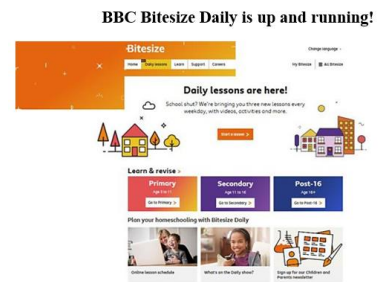 BBC Bitesize Daily is up and running!
Bitesize
Change language
Home Daily lessons Learn Support Careers
My Bitesize All Bitesize
Daily lessons are here!
School shut? We're bringing you three new lessons every
weekday, with videos, activities and more.
Start a lesson >
Learn & revise
Primary
Age 3 to 11
Go to Primary >
Secondary
Age 11 to 16
Go to Secondary >
Post-16
Age 16+
Go to Post-16 >
Plan your homeschooling with Bitesize Daily
Online lesson schedule
What's on the Daily show?
Sign up for our Children and
Parents newsletter